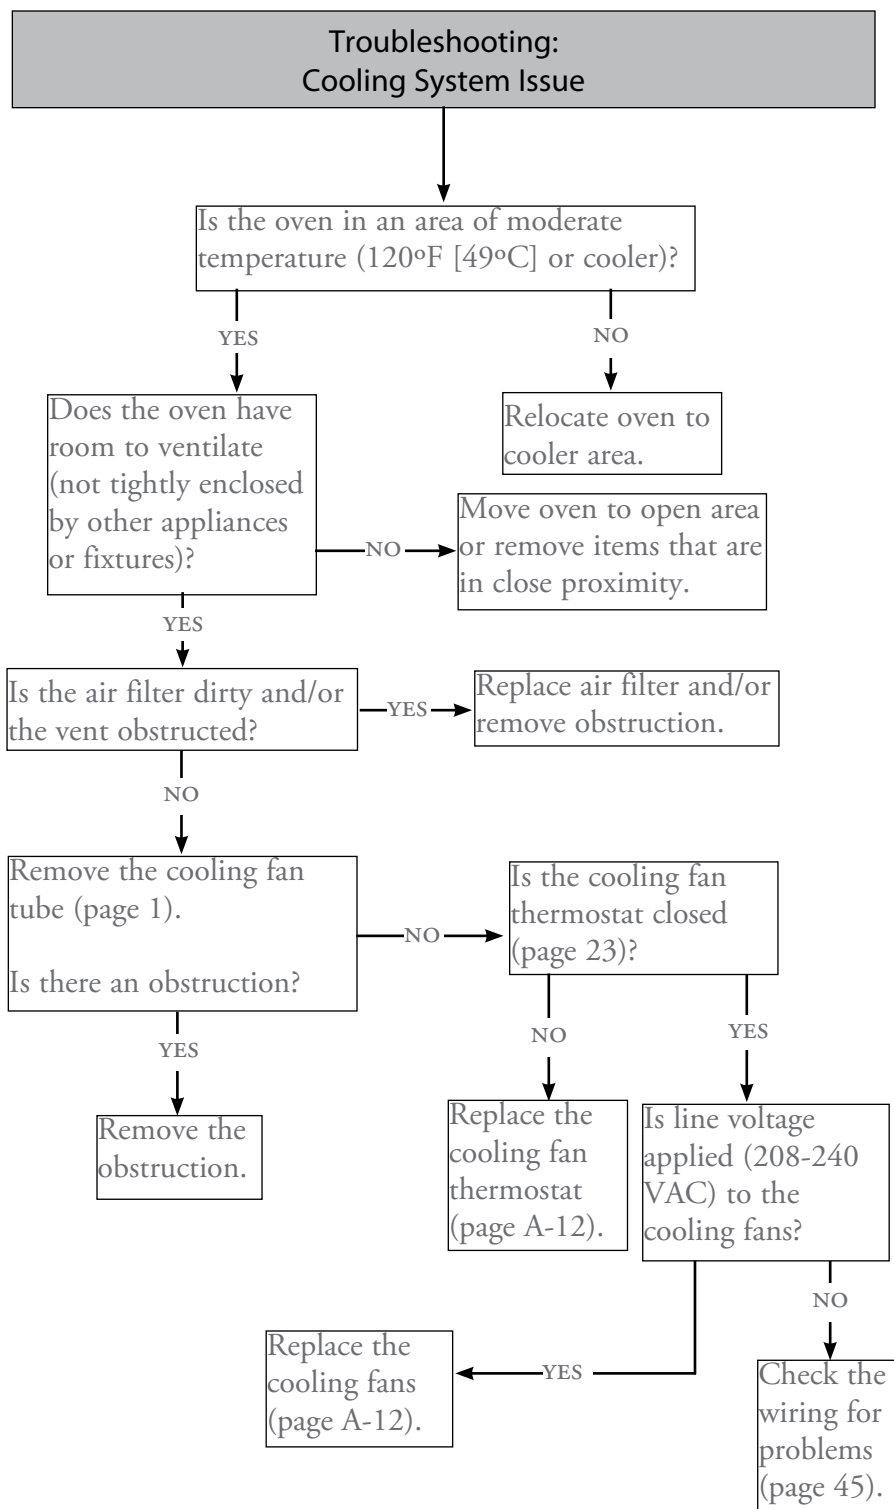 Troubleshooting:
Cooling System Issue
Is the oven in an area of moderate
temperature (120ºF [49ºC] or cooler)?
YES
NO
Does the oven have
room to ventilate
(not tightly enclosed
by other appliances
or fixtures)?
Relocate oven to
cooler area.
NO
Move oven to open area
or remove items that are
in close proximity.
YES
Is the air filter dirty and/or
the vent obstructed?
YES
Replace air filter and/or
remove obstruction.
NO
Remove the cooling fan
tube (page 1).
Is there an obstruction?
NO
Is the cooling fan
thermostat closed
(page 23)?
YES
NO
YES
Remove the
obstruction.
Replace the
cooling fan
thermostat
(page A-12).
Is line voltage
applied (208-240
VAC) to the
cooling fans?
NO
YES
Replace the
cooling fans
(page A-12).
Check the
wiring for
problems
(page 45).